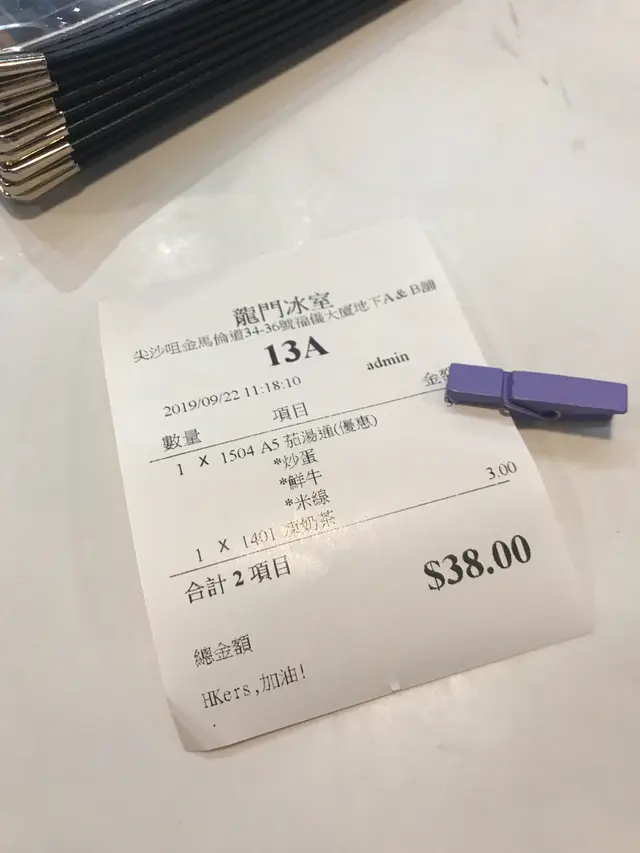 龍門冰室
尖沙咀金馬倫道34-36號福僑大廈地下A & B舖
13A
2019/09/22 11:18:10 admin
數量 項目 金
1 X 1504 A5 茄湯通(優惠)
*炒蛋
*鮮牛
*米線
1 X 1401 凍奶茶 3.00
合計 2 項目 $38.00
總金額
HKers,加油!
.